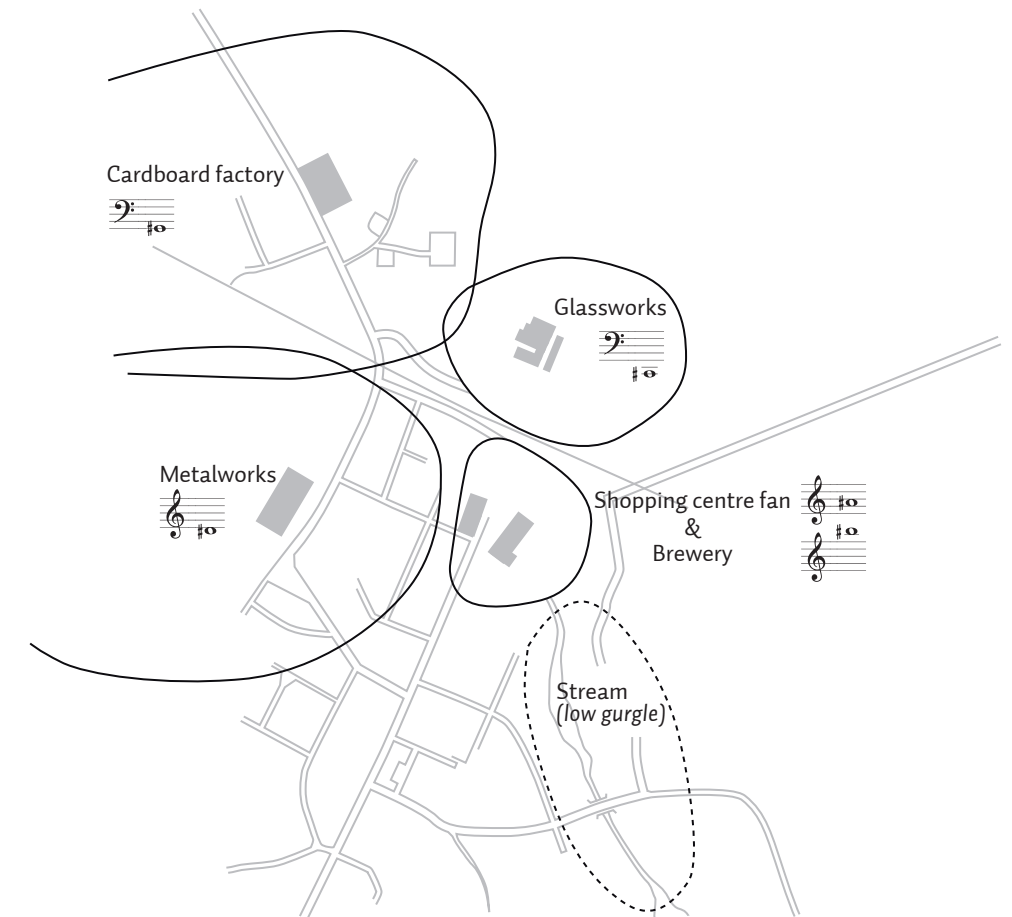 Cardboard factory
Glassworks
Metalworks
Shopping centre fan
&
Brewery
Stream
(low gurgle)